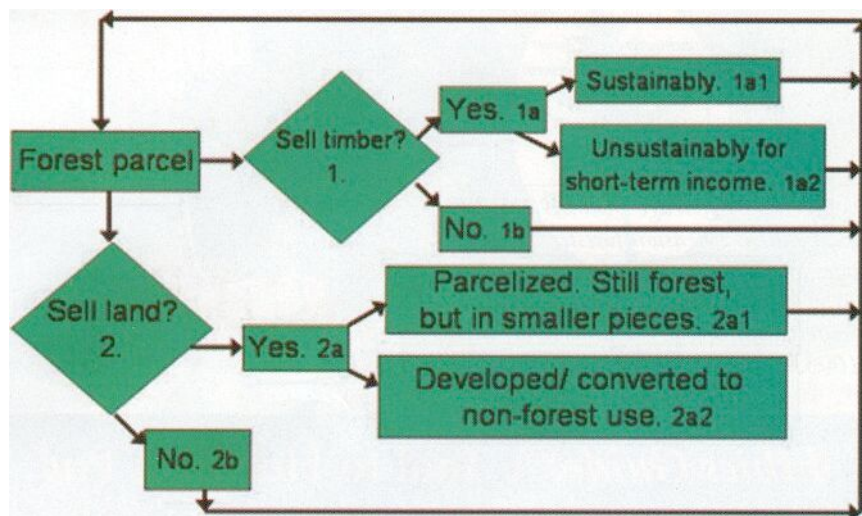 Forest parcel
Sell timber?
1.
Yes. 1a
Sustainably. 1a1
Unsustainably for
short-term income. 1a2
No. 1b
Sell land?
2.
Yes. 2a
Parcelized. Still forest,
but in smaller pieces. 2a1
Developed/ converted to
non-forest use. 2a2
No. 2b